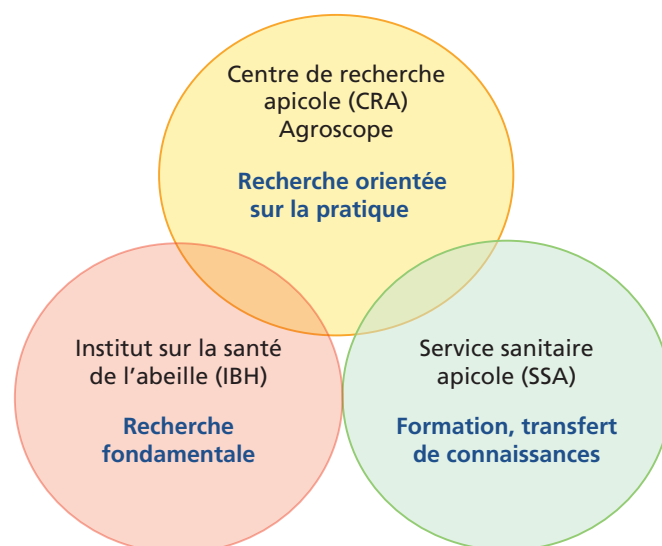 Centre de recherche
apicole (CRA)
Agroscope
Recherche orientée
sur la pratique
Institut sur la santé
de l’abeille (IBH)
Recherche
fondamentale
Service sanitaire
apicole (SSA)
Formation, transfert
de connaissances